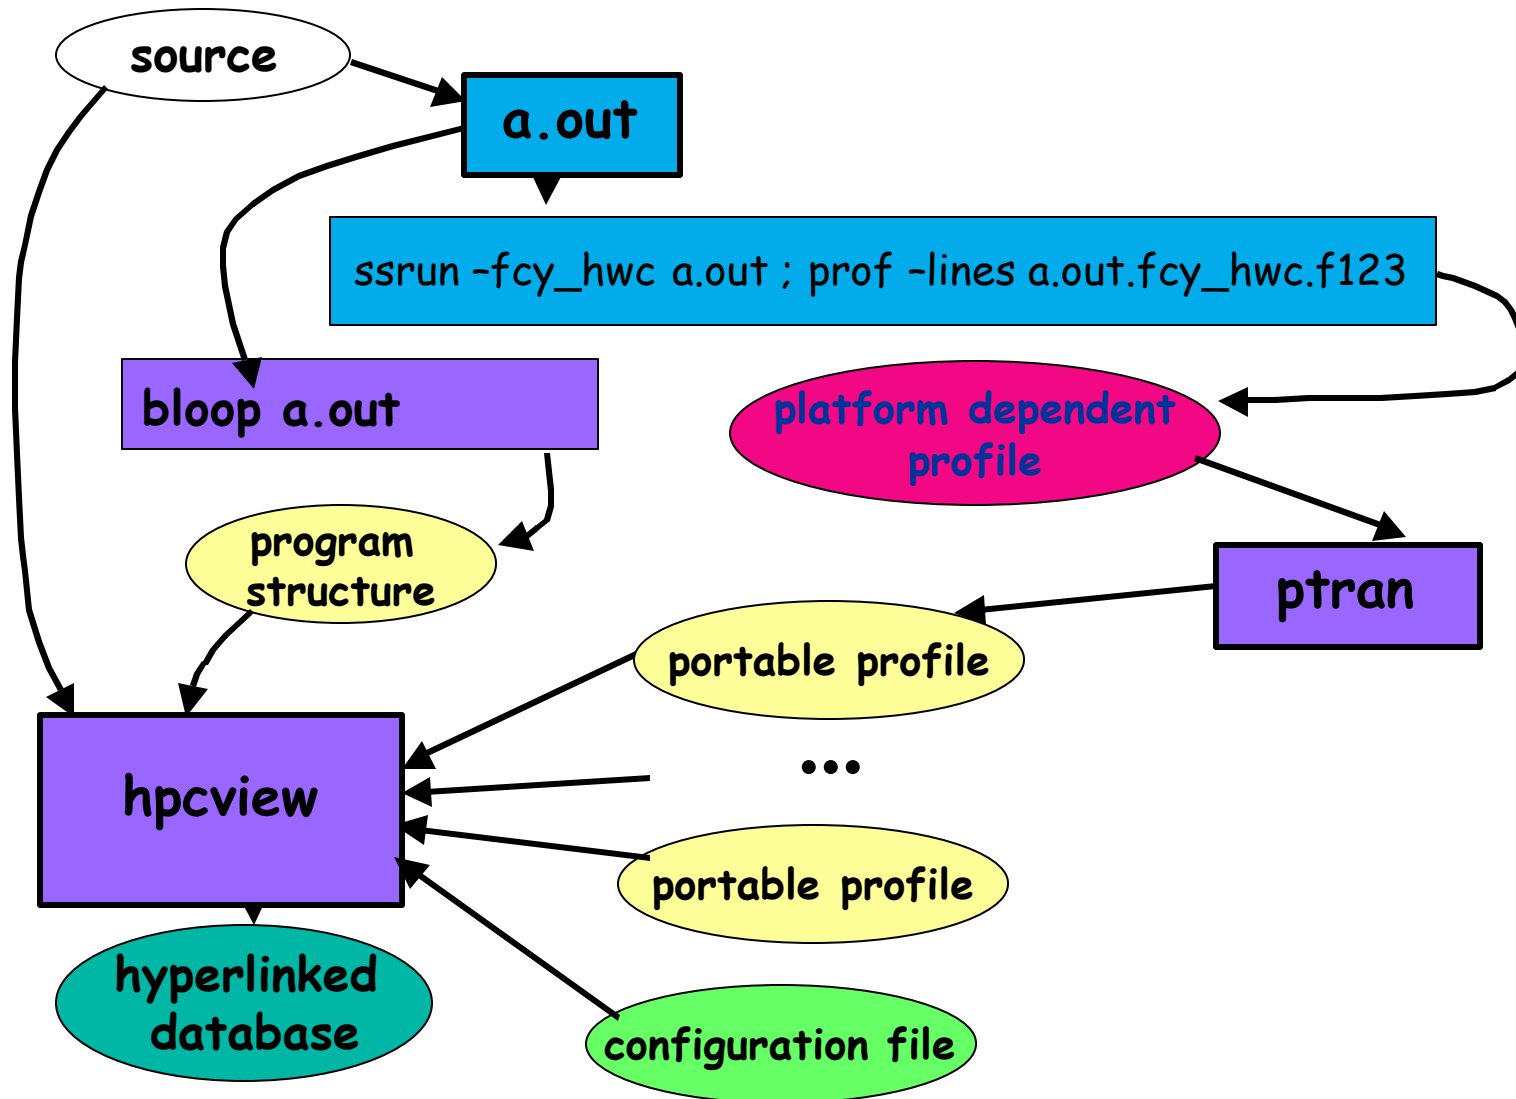 source
a.out
ssrun –fcy_hwc a.out ; prof –lines a.out.fcy_hwc.f123
bloop a.out
platform dependent
profile
program
structure
ptran
portable profile
...
hpcview
portable profile
hyperlinked
database
configuration file